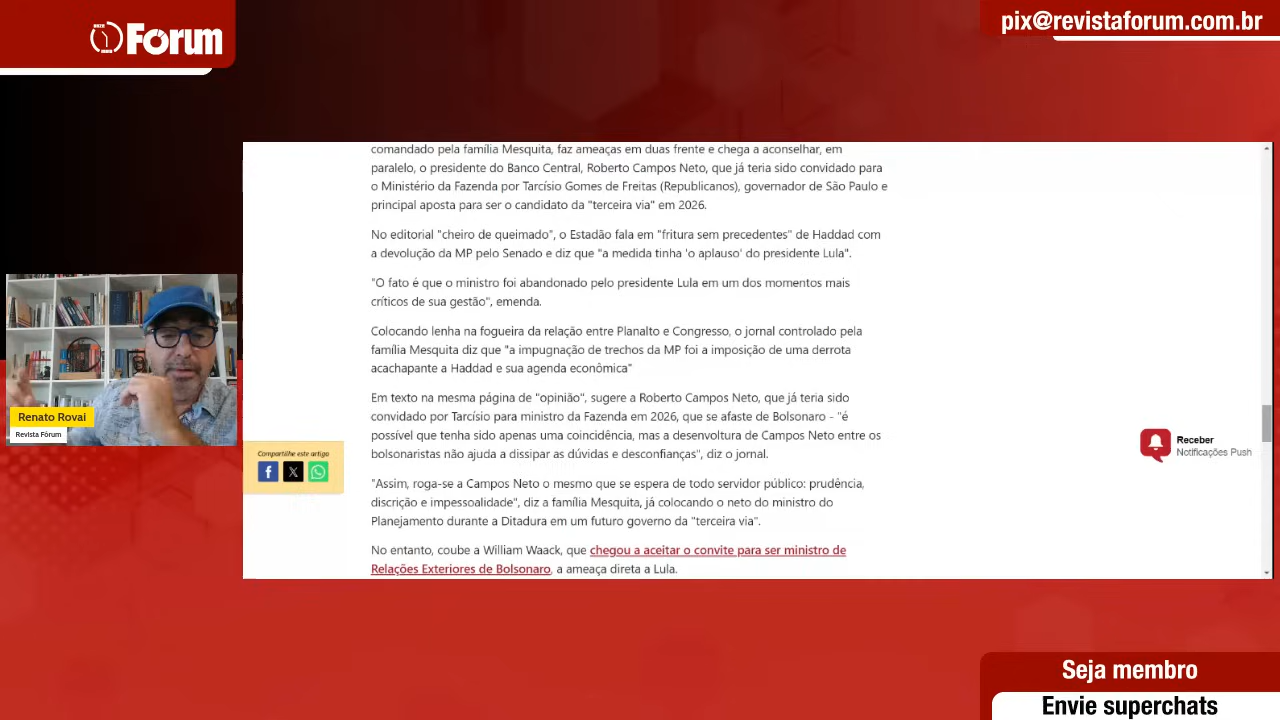 ONZE
HORAS
Forum
pix@revistaforum.com.br
comandado pela família Mesquita, faz ameaças em duas frente e chega a aconselhar, em
paralelo, o presidente do Banco Central, Roberto Campos Neto, que já teria sido convidado para
o Ministério da Fazenda por Tarcísio Gomes de Freitas (Republicanos), governador de São Paulo e
principal aposta para ser o candidato da "terceira via" em 2026.
No editorial "cheiro de queimado", o Estadão fala em "fritura sem precedentes" de Haddad com
a devolução da MP pelo Senado e diz que "a medida tinha 'o aplauso' do presidente Lula".
"O fato é que o ministro foi abandonado pelo presidente Lula em um dos momentos mais
críticos de sua gestão", emenda.
Colocando lenha na fogueira da relação entre Planalto e Congresso, o jornal controlado pela
família Mesquita diz que "a impugnação de trechos da MP foi a imposição de uma derrota
acachapante a Haddad e sua agenda econômica"
Em texto na mesma página de "opinião", sugere a Roberto Campos Neto, que já teria sido
convidado por Tarcísio para ministro da Fazenda em 2026, que se afaste de Bolsonaro - "é
possível que tenha sido apenas uma coincidência, mas a desenvoltura de Campos Neto entre os
bolsonaristas não ajuda a dissipar as dúvidas e desconfianças", diz o jornal.
"Assim, roga-se a Campos Neto o mesmo que se espera de todo servidor público: prudência,
discrição e impessoalidade", diz a família Mesquita, já colocando o neto do ministro do
Planejamento durante a Ditadura em um futuro governo da "terceira via".
No entanto, coube a William Waack, que chegou a aceitar o convite para ser ministro de
Relações Exteriores de Bolsonaro, a ameaça direta a Lula.
Renato Rovai
Revista Fórum
Compartilhe este artigo
Receber
Notificações Push
Seja membro
Envie superchats